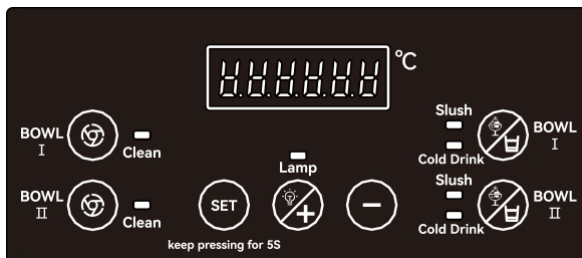 °C
BOWL
I
Clean
Slush
Cold Drink
BOWL
I
Lamp
BOWL
II
Clean
SET
+
−
Slush
Cold Drink
BOWL
II
keep pressing for 5S